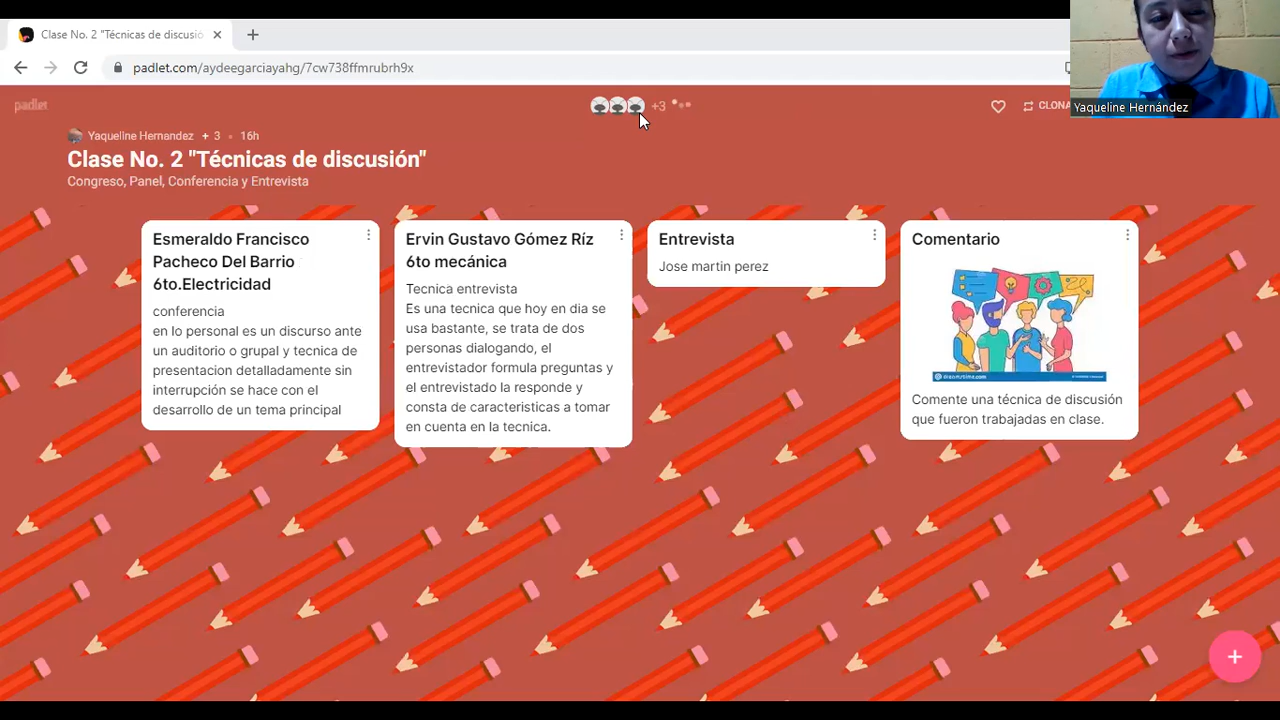 Clase No. 2 "Técnicas de discusió
padlet.com/aydeegarciayahg/7cw738ffmrubrh9x
Yaqueline Hernández
padlet
+3
CLONA
Yaqueline Hernandez + 3 • 16h
Clase No. 2 "Técnicas de discusión"
Congreso, Panel, Conferencia y Entrevista
Esmeraldo Francisco
Pacheco Del Barrio
6to.Electricidad
conferencia
en lo personal es un discurso ante
un auditorio o grupal y tecnica de
presentacion detalladamente sin
interrupción se hace con el
desarrollo de un tema principal
Ervin Gustavo Gómez Ríz
6to mecánica
Tecnica entrevista
Es una tecnica que hoy en dia se
usa bastante, se trata de dos
personas dialogando, el
entrevistador formula preguntas y
el entrevistado la responde y
consta de caracteristicas a tomar
en cuenta en la tecnica.
Entrevista
Jose martin perez
Comentario
dreamstime.com
Comente una técnica de discusión
que fueron trabajadas en clase.